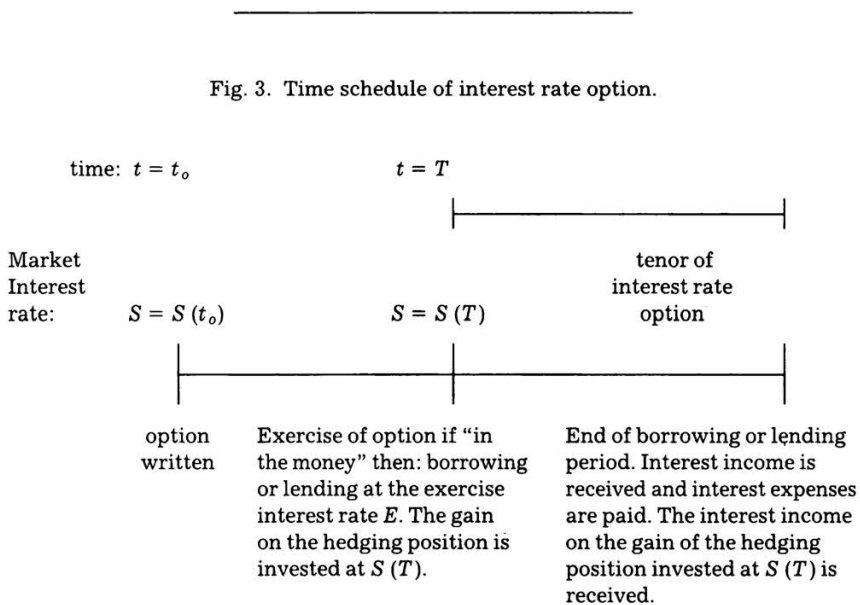 Fig. 3. Time schedule of interest rate option.
time: t = t₀ t = T
Market
Interest
rate:
S = S (t₀) S = S (T)
tenor of
interest rate
option
option
written
Exercise of option if “in
the money” then: borrowing
or lending at the exercise
interest rate E. The gain
on the hedging position is
invested at S (T).
End of borrowing or lending
period. Interest income is
received and interest expenses
are paid. The interest income
on the gain of the hedging
position invested at S (T) is
received.